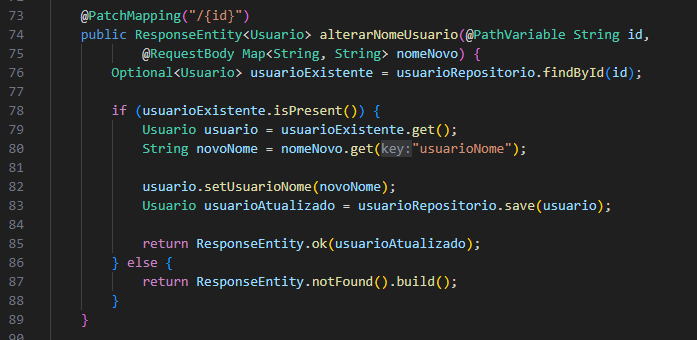 73 @PatchMapping("/{id}")
74 public ResponseEntity<Usuario> alterarNomeUsuario(@PathVariable String id,
75 @RequestBody Map<String, String> nomeNovo) {
76 Optional<Usuario> usuarioExistente = usuarioRepositorio.findById(id);
77
78 if (usuarioExistente.isPresent()) {
79 Usuario usuario = usuarioExistente.get();
80 String novoNome = nomeNovo.get(key:"usuarioNome");
81
82 usuario.setUsuarioNome(novoNome);
83 Usuario usuarioAtualizado = usuarioRepositorio.save(usuario);
84
85 return ResponseEntity.ok(usuarioAtualizado);
86 } else {
87 return ResponseEntity.notFound().build();
88 }
89 }
90